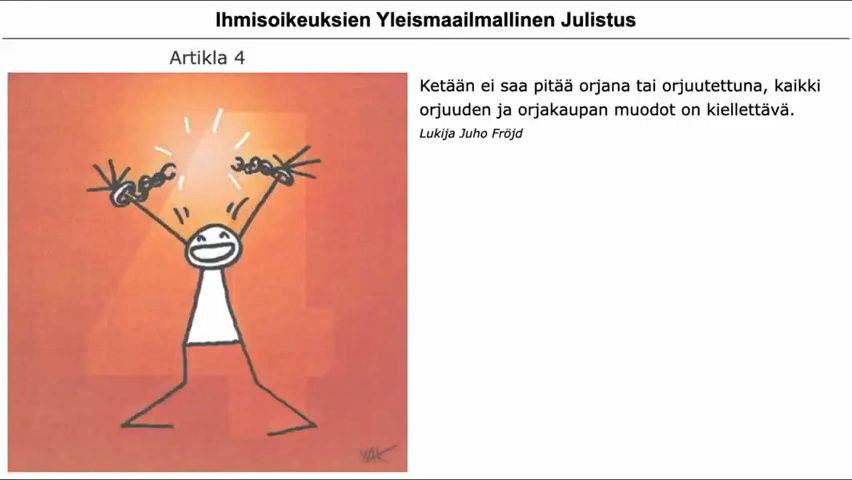 Ihmisoikeuksien Yleismaailmallinen Julistus
Artikla 4
Ketään ei saa pitää orjana tai orjuutettuna, kaikki
orjuuden ja orjakaupan muodot on kiellettävä.
Lukija Juho Fröjd